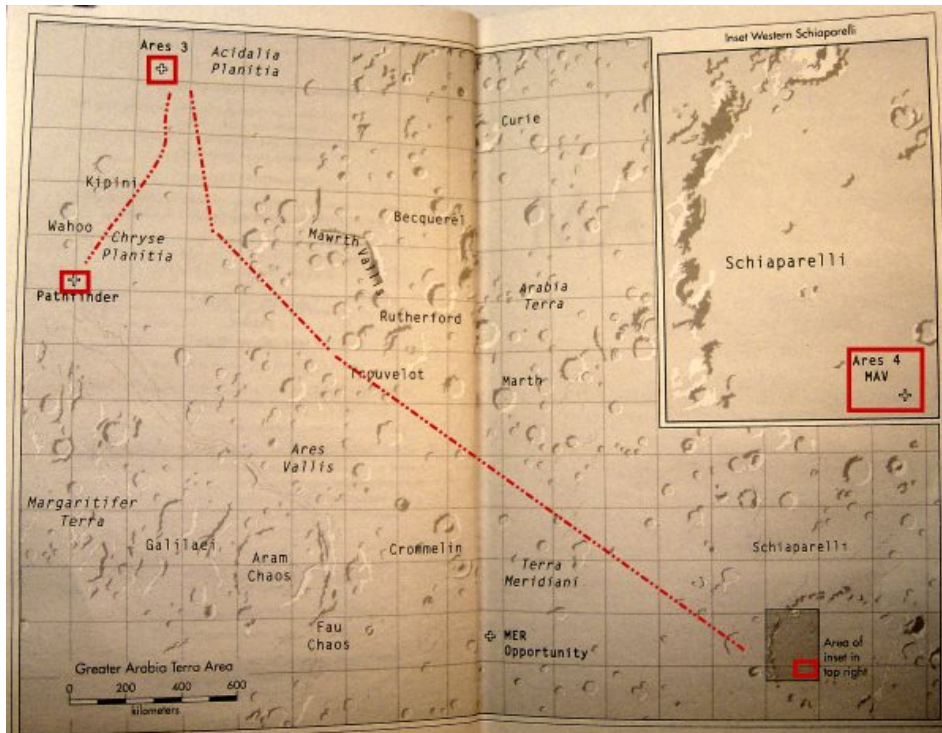 Ares 3
Acidalia
Planitia
Inset Western Schiaparelli
Curie
Kipini
Becquerel
Wahoo
Chryse
Planitia
Mawrth Vallis
Schiaparelli
Pathfinder
Arabia
Terra
Rutherford
Ares 4
MAV
Trouvelot
Marth
Ares
Vallis
Margaritifer
Terra
Galilaei
Aram
Chaos
Crommelin
Terra
Meridiani
Schiaparelli
Fau
Chaos
MER
Opportunity
Area of
inset in
top right
Greater Arabia Terra Area
0 200 400 600
kilometers